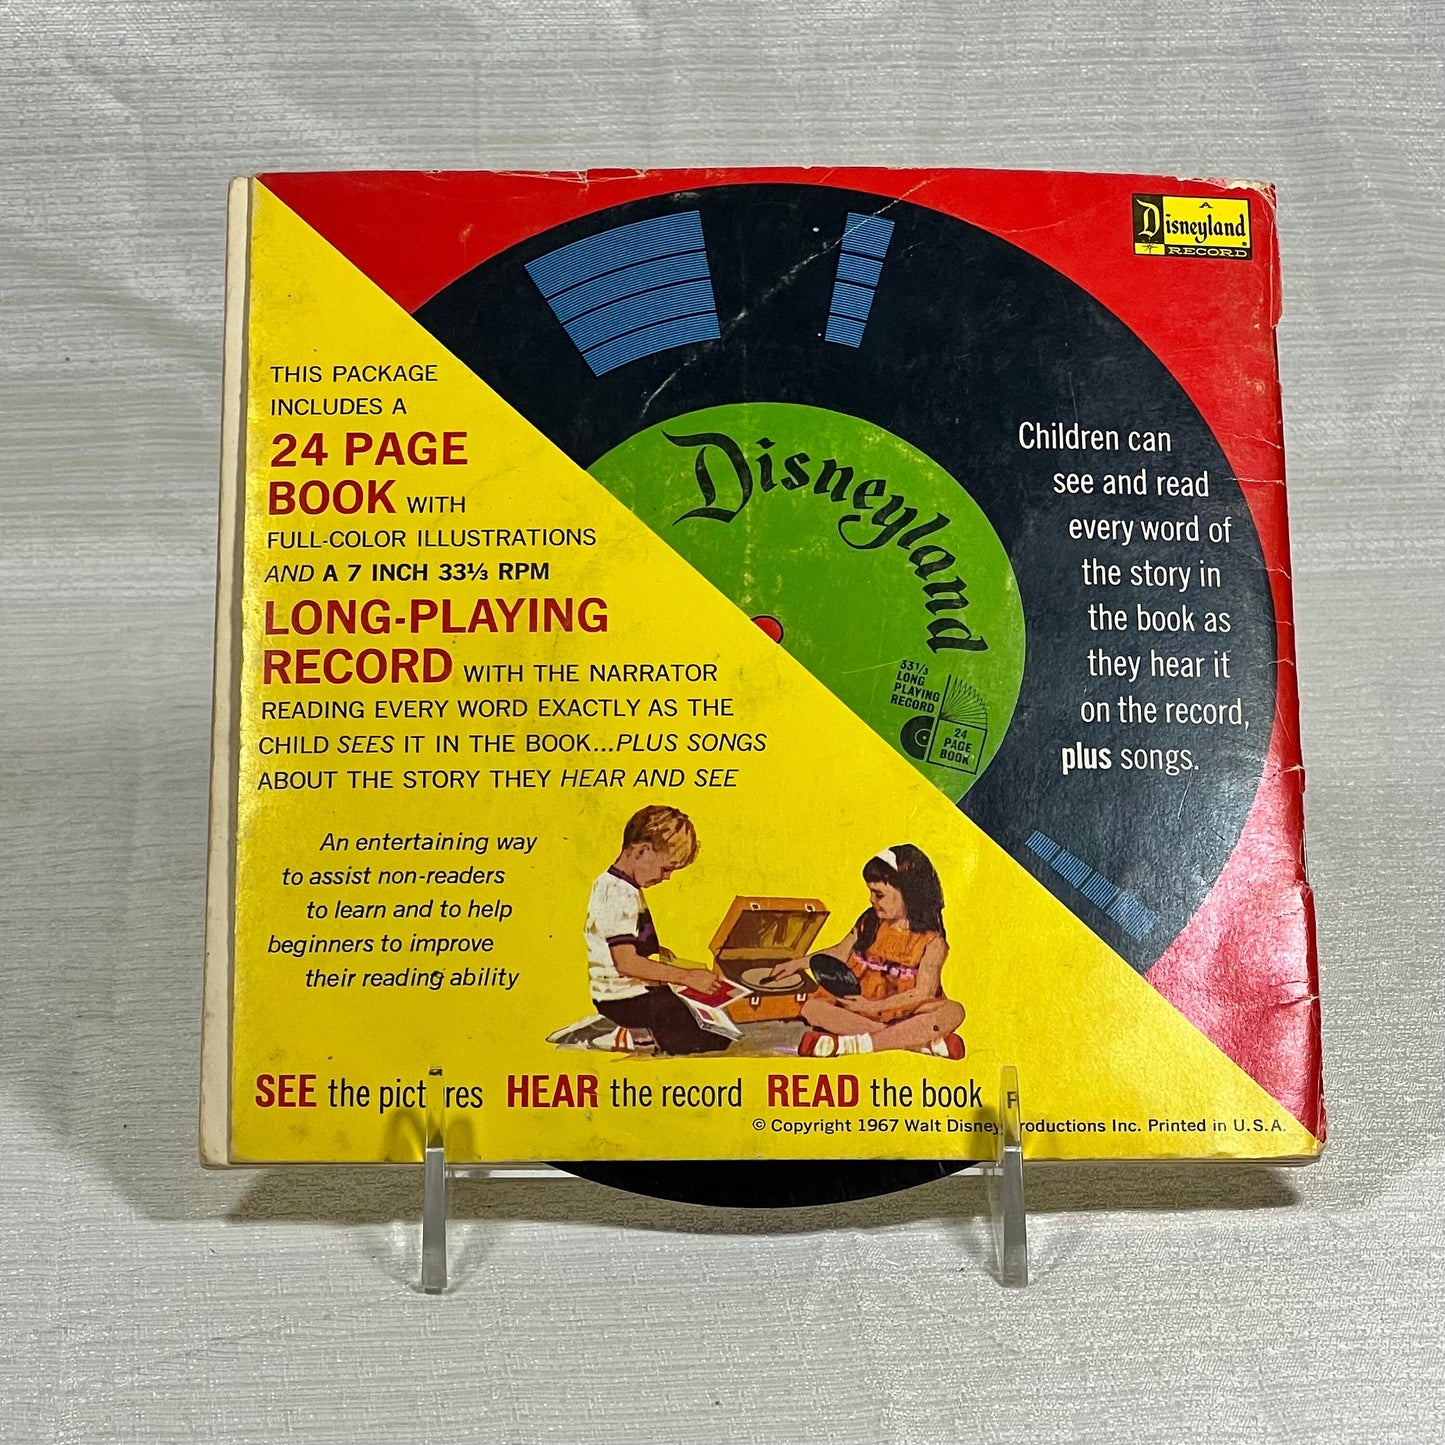 A
Disneyland
RECORD
THIS PACKAGE
INCLUDES A
24 PAGE
BOOK WITH
FULL-COLOR ILLUSTRATIONS
AND A 7 INCH 33⅓ RPM
LONG-PLAYING
RECORD WITH THE NARRATOR
READING EVERY WORD EXACTLY AS THE
CHILD SEES IT IN THE BOOK...PLUS SONGS
ABOUT THE STORY THEY HEAR AND SEE
Disneyland
33⅓
LONG
PLAYING
RECORD
24
PAGE
BOOK
Children can
see and read
every word of
the story in
the book as
they hear it
on the record,
plus songs.
An entertaining way
to assist non-readers
to learn and to help
beginners to improve
their reading ability
SEE the pictures HEAR the record READ the book
© Copyright 1967 Walt Disney Productions Inc. Printed in U.S.A.